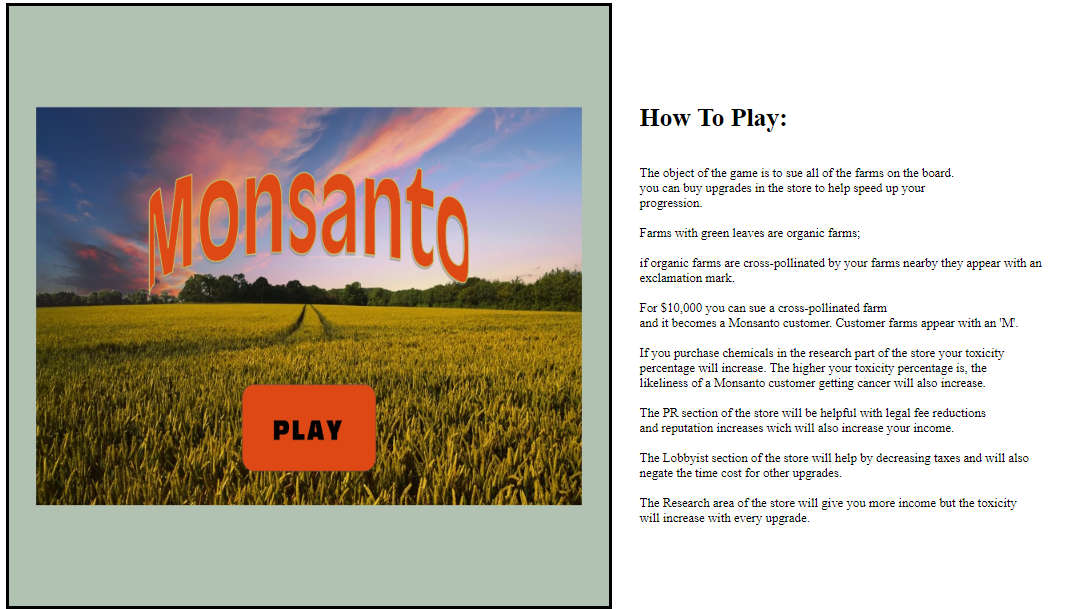 Monsanto
PLAY
How To Play:
The object of the game is to sue all of the farms on the board.
you can buy upgrades in the store to help speed up your
progression.
Farms with green leaves are organic farms;
if organic farms are cross-pollinated by your farms nearby they appear with an
exclamation mark.
For $10,000 you can sue a cross-pollinated farm
and it becomes a Monsanto customer. Customer farms appear with an 'M'.
If you purchase chemicals in the research part of the store your toxicity
percentage will increase. The higher your toxicity percentage is, the
likeliness of a Monsanto customer getting cancer will also increase.
The PR section of the store will be helpful with legal fee reductions
and reputation increases wich will also increase your income.
The Lobbyist section of the store will help by decreasing taxes and will also
negate the time cost for other upgrades.
The Research area of the store will give you more income but the toxicity
will increase with every upgrade.